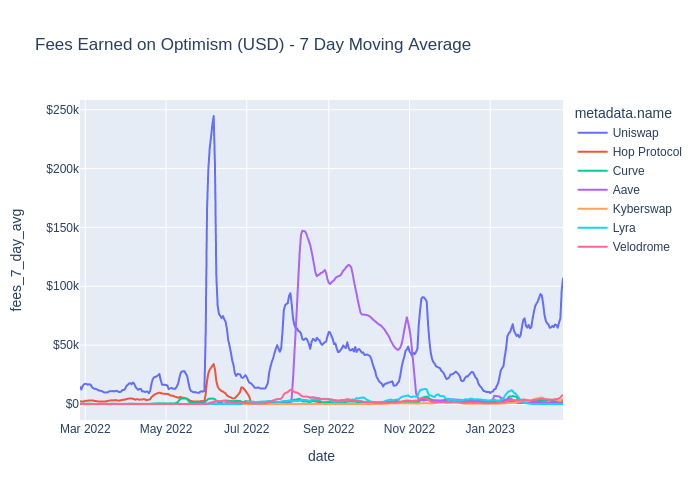 Fees Earned on Optimism (USD) - 7 Day Moving Average
metadata.name
Uniswap
Hop Protocol
Curve
Aave
Kyberswap
Lyra
Velodrome
fees_7_day_avg
$250k
$200k
$150k
$100k
$50k
$0
Mar 2022 May 2022 Jul 2022 Sep 2022 Nov 2022 Jan 2023
date